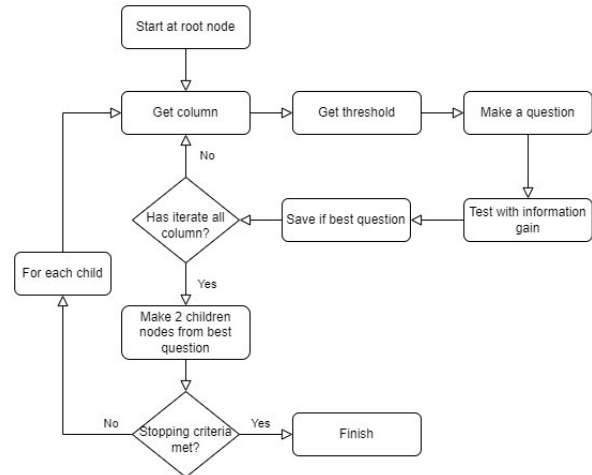 Start at root node
Get column
Get threshold
Make a question
No
Has iterate all
column?
Save if best question
Test with information
gain
For each child
Yes
Make 2 children
nodes from best
question
No
Stopping criteria
met?
Yes
Finish